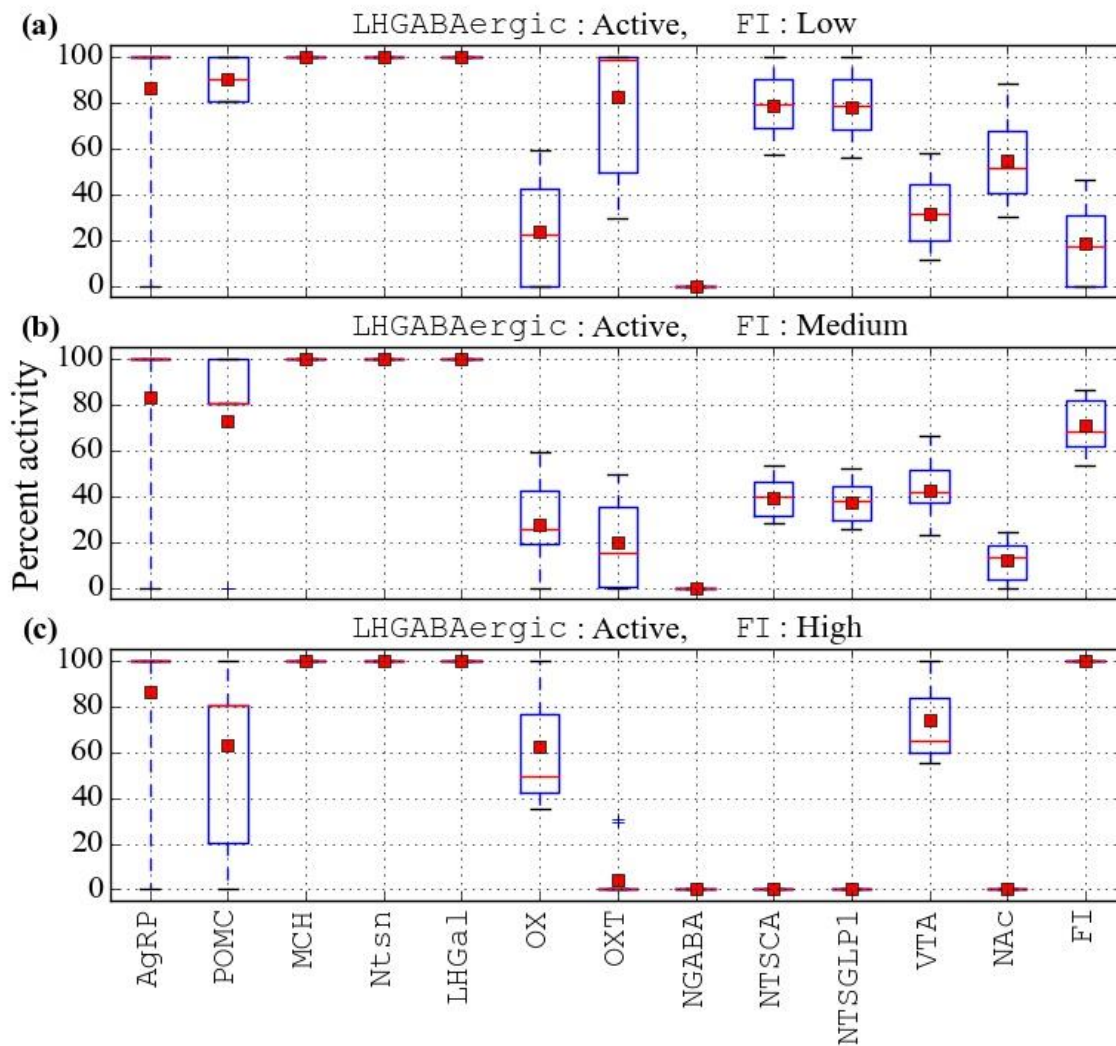 (a) LHGABAergic : Active, FI : Low
100
80
60
40
20
0
(b) LHGABAergic : Active, FI : Medium
100
80
60
40
20
0
Percent activity
(c) LHGABAergic : Active, FI : High
100
80
60
40
20
0
AgRP
POMC
MCH
Ntsn
LHGal
OX
OXT
NGABA
NTSCA
NTSGLP1
VTA
NAc
FI